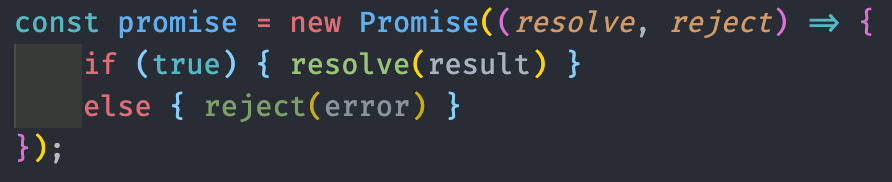 const promise = new Promise((resolve, reject) => {
    if (true) { resolve(result) }
    else { reject(error) }
});